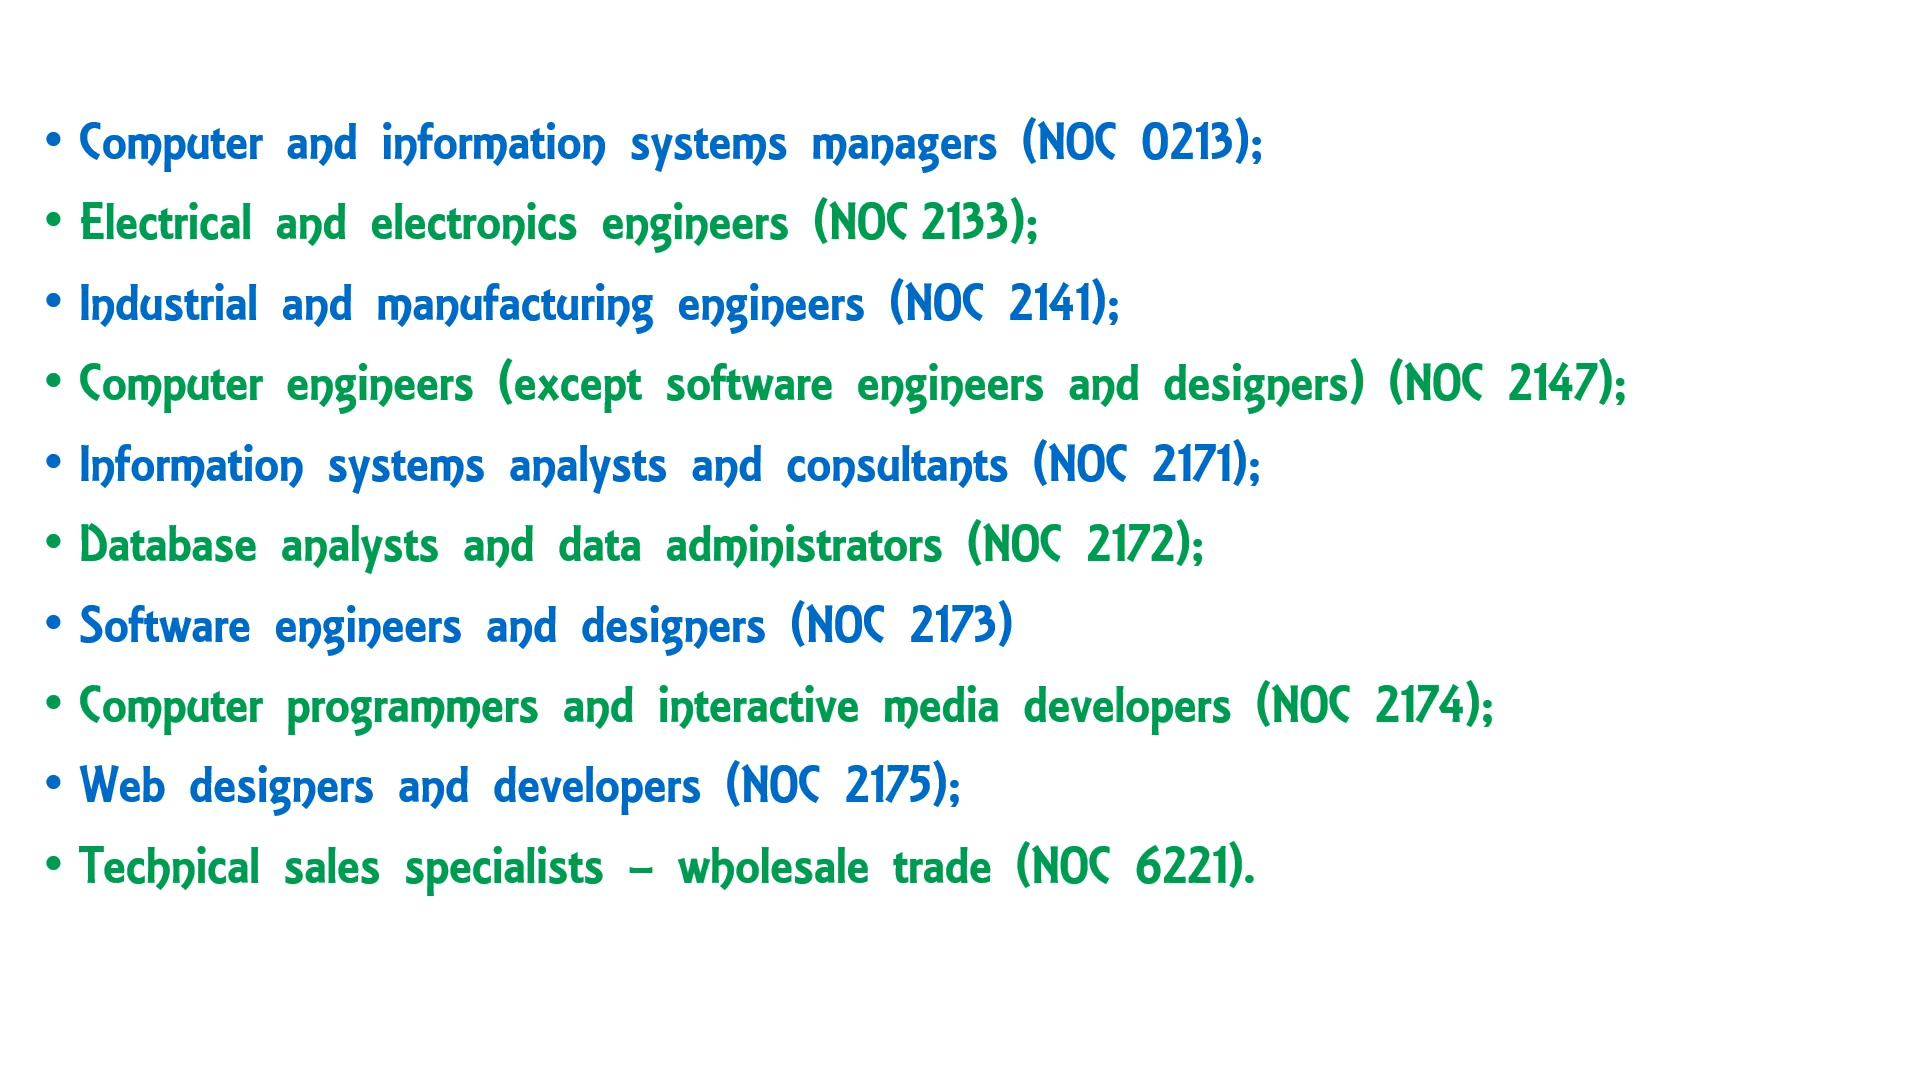 • Computer and information systems managers (NOC 0213);
• Electrical and electronics engineers (NOC 2133);
• Industrial and manufacturing engineers (NOC 2141);
• Computer engineers (except software engineers and designers) (NOC 2147);
• Information systems analysts and consultants (NOC 2171);
• Database analysts and data administrators (NOC 2172);
• Software engineers and designers (NOC 2173)
• Computer programmers and interactive media developers (NOC 2174);
• Web designers and developers (NOC 2175);
• Technical sales specialists – wholesale trade (NOC 6221).